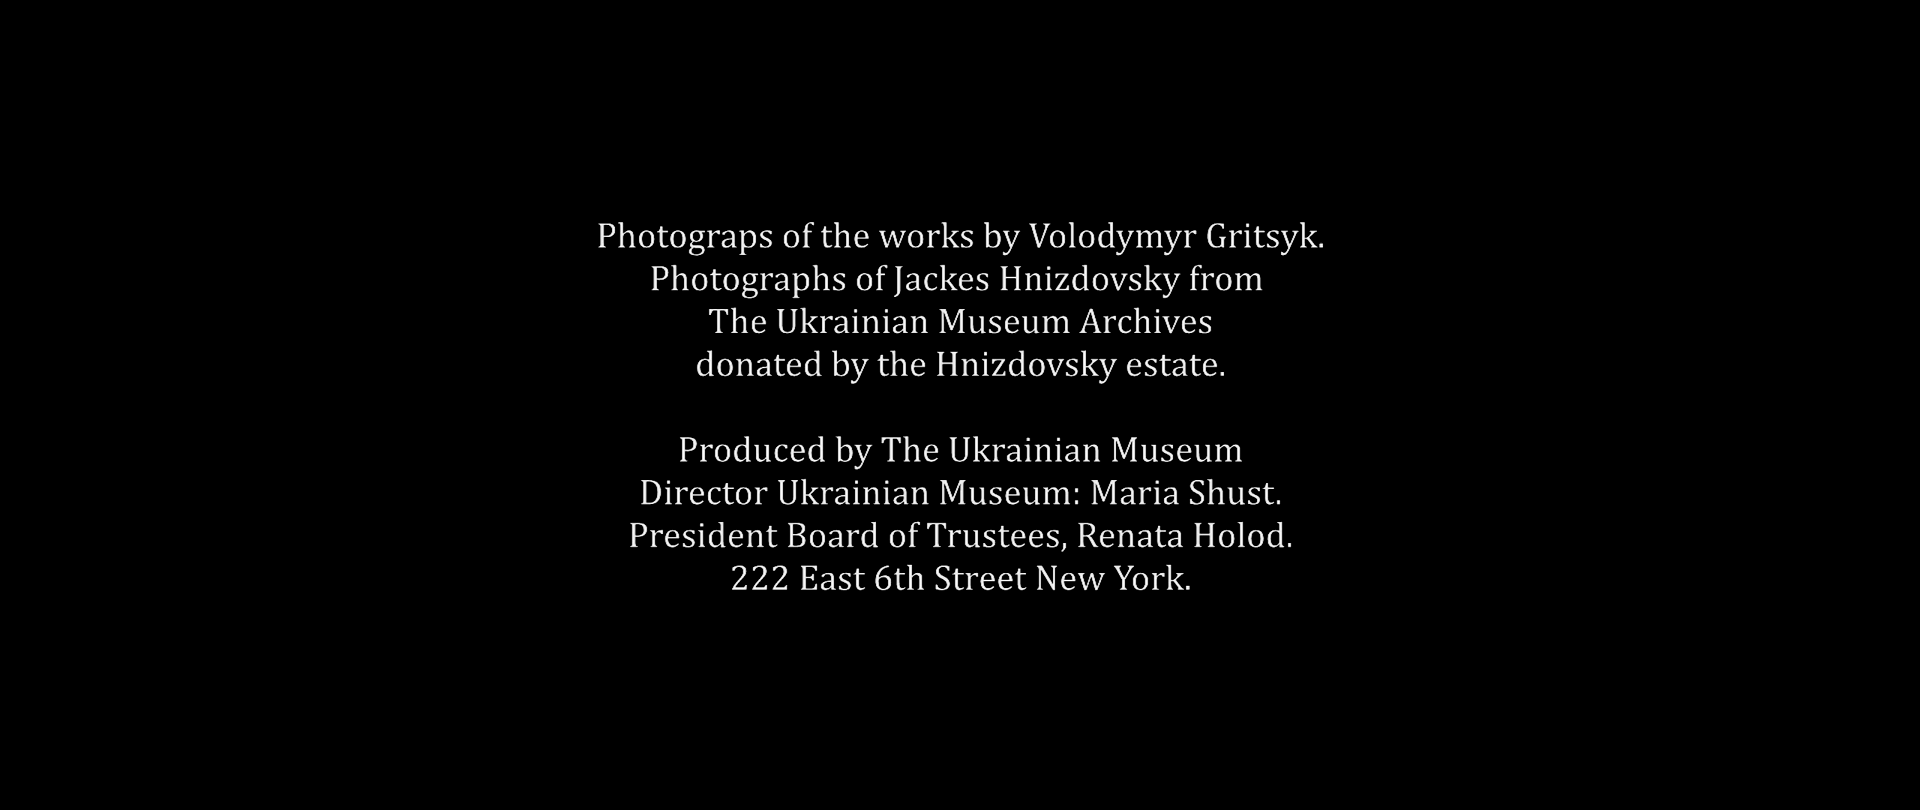 Photograps of the works by Volodymyr Gritsyk.
Photographs of Jackes Hnizdovsky from
The Ukrainian Museum Archives
donated by the Hnizdovsky estate.
Produced by The Ukrainian Museum
Director Ukrainian Museum: Maria Shust.
President Board of Trustees, Renata Holod.
222 East 6th Street New York.